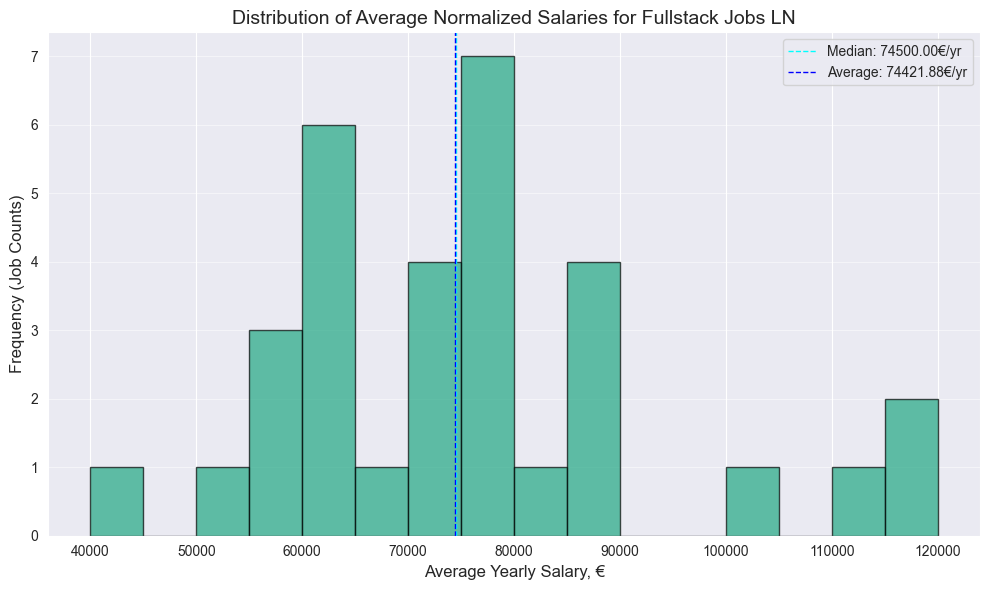 Distribution of Average Normalized Salaries for Fullstack Jobs LN
Median: 74500.00€/yr
Average: 74421.88€/yr
Frequency (Job Counts)
7
6
5
4
3
2
1
0
40000 50000 60000 70000 80000 90000 100000 110000 120000
Average Yearly Salary, €